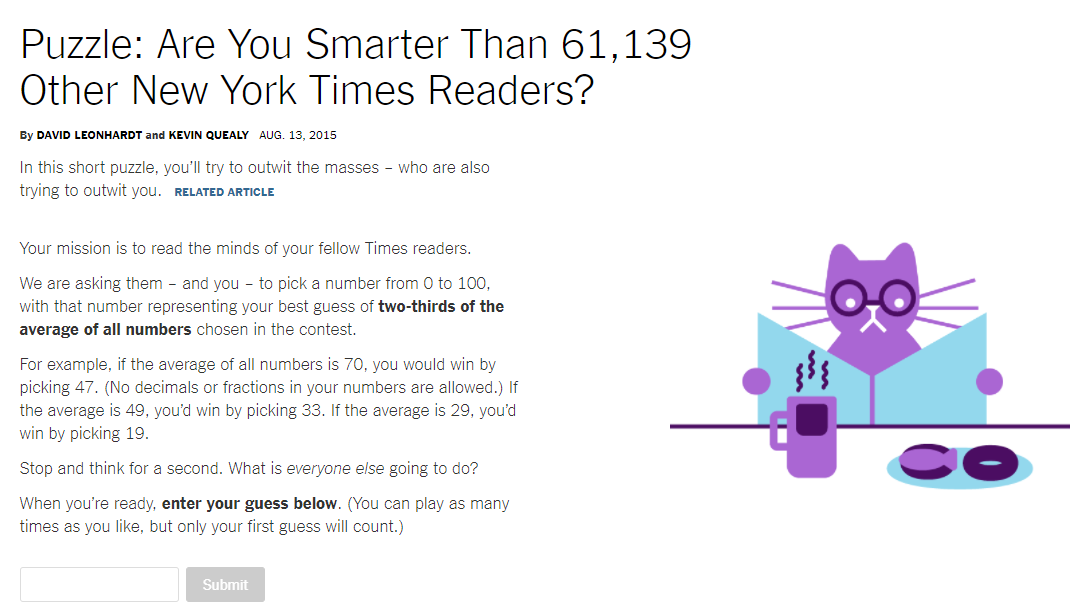 Puzzle: Are You Smarter Than 61,139
Other New York Times Readers?
By DAVID LEONHARDT and KEVIN QUEALY AUG. 13, 2015
In this short puzzle, you'll try to outwit the masses – who are also
trying to outwit you. RELATED ARTICLE
Your mission is to read the minds of your fellow Times readers.
We are asking them – and you – to pick a number from 0 to 100,
with that number representing your best guess of two-thirds of the
average of all numbers chosen in the contest.
For example, if the average of all numbers is 70, you would win by
picking 47. (No decimals or fractions in your numbers are allowed.) If
the average is 49, you'd win by picking 33. If the average is 29, you'd
win by picking 19.
Stop and think for a second. What is everyone else going to do?
When you're ready, enter your guess below. (You can play as many
times as you like, but only your first guess will count.)
Submit